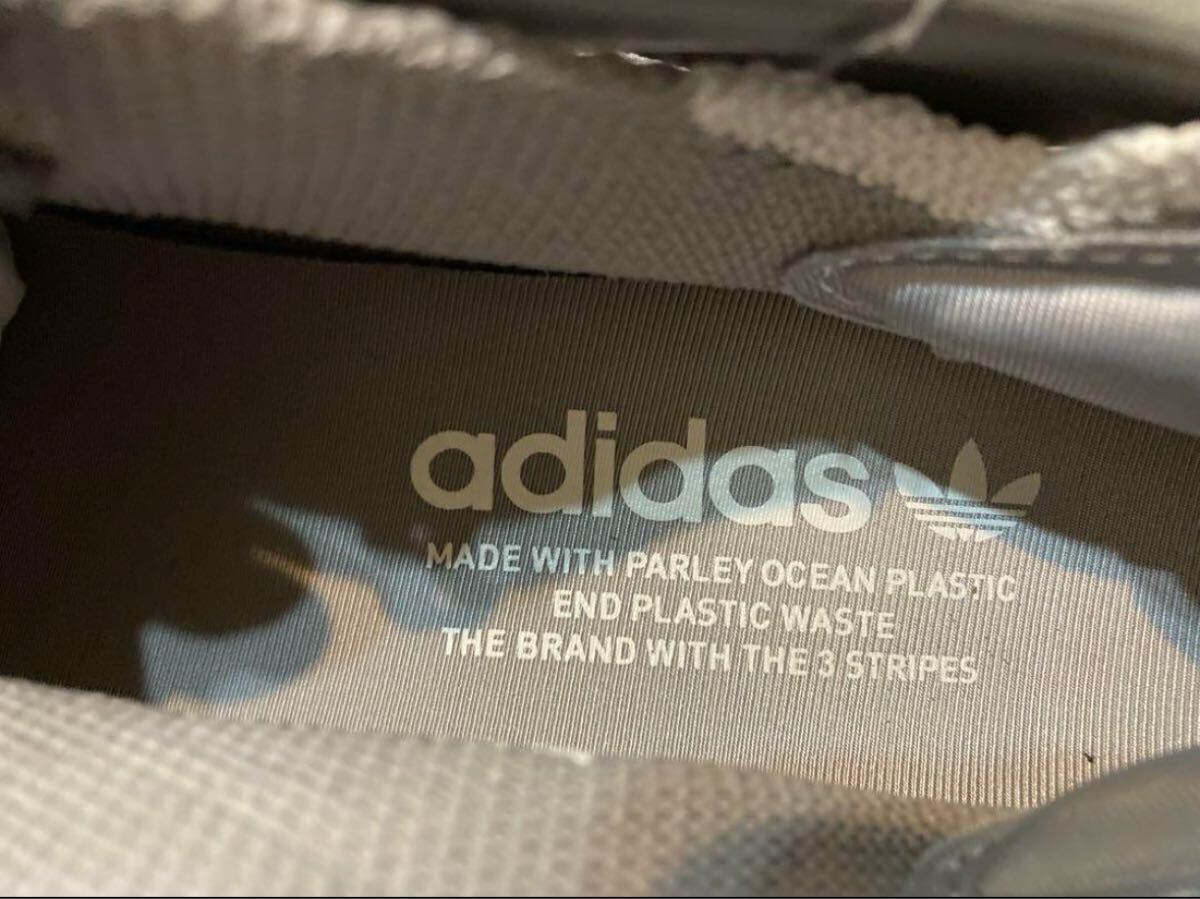 adidas
MADE WITH PARLEY OCEAN PLASTIC
END PLASTIC WASTE
THE BRAND WITH THE 3 STRIPES